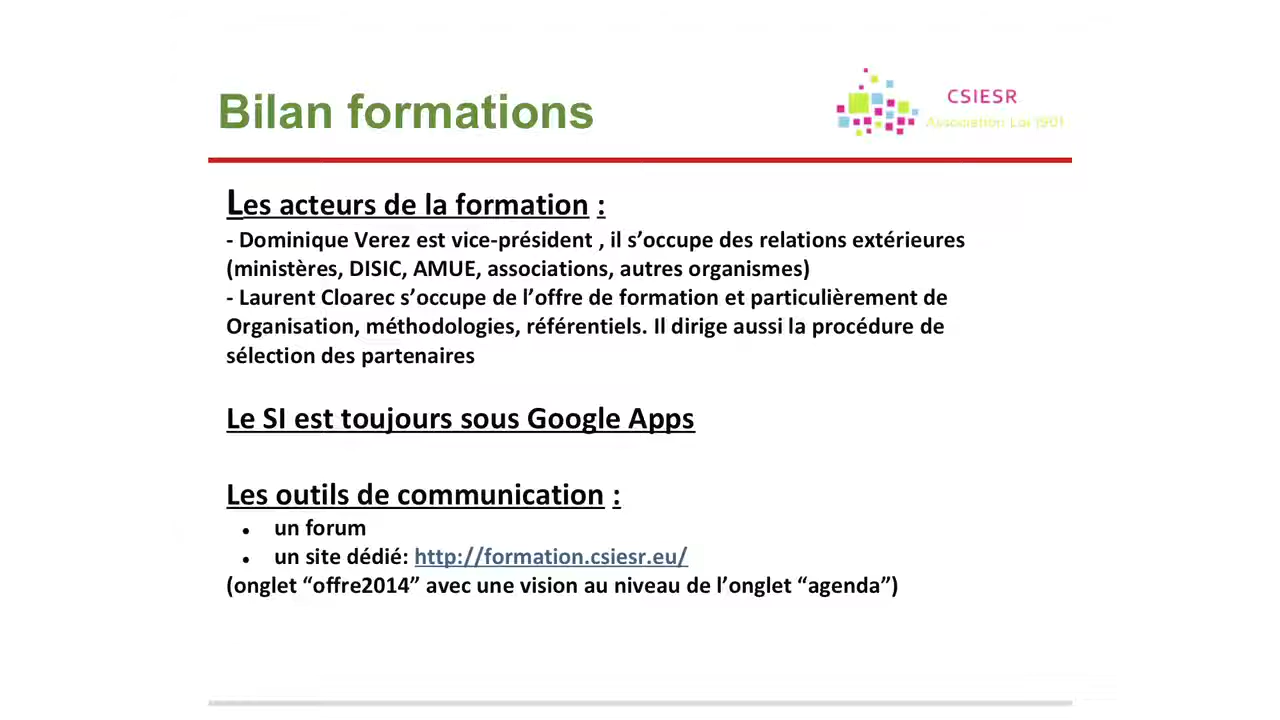 Bilan formations
CSIESR
Association Loi 1901
Les acteurs de la formation :
- Dominique Verez est vice-président , il s’occupe des relations extérieures
(ministères, DISIC, AMUE, associations, autres organismes)
- Laurent Cloarec s’occupe de l’offre de formation et particulièrement de
Organisation, méthodologies, référentiels. Il dirige aussi la procédure de
sélection des partenaires
Le SI est toujours sous Google Apps
Les outils de communication :
● un forum
● un site dédié: http://formation.csiesr.eu/
(onglet “offre2014” avec une vision au niveau de l’onglet “agenda”)